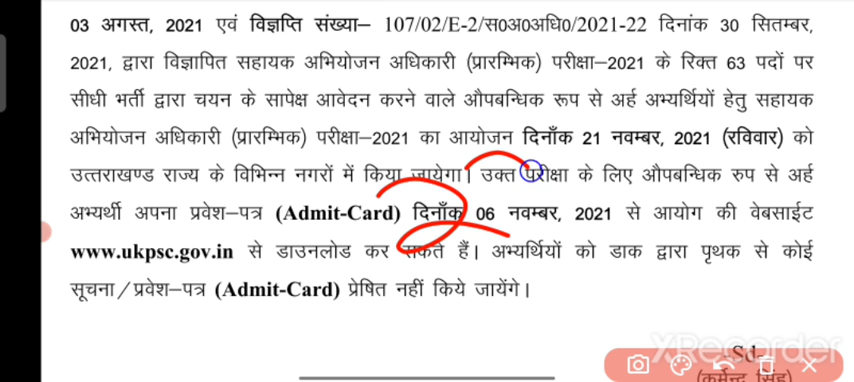 03 अगस्त, 2021 एवं विज्ञप्ति संख्या– 107/02/E-2/स0अ0अधि0/2021-22 दिनांक 30 सितम्बर,
2021, द्वारा विज्ञापित सहायक अभियोजन अधिकारी (प्रारम्भिक) परीक्षा–2021 के रिक्त 63 पदों पर
सीधी भर्ती द्वारा चयन के सापेक्ष आवेदन करने वाले औपबन्धिक रूप से अर्ह अभ्यर्थियों हेतु सहायक
अभियोजन अधिकारी (प्रारम्भिक) परीक्षा–2021 का आयोजन दिनाँक 21 नवम्बर, 2021 (रविवार) को
उत्तराखण्ड राज्य के विभिन्न नगरों में किया जायेगा। उक्त परीक्षा के लिए औपबन्धिक रुप से अर्ह
अभ्यर्थी अपना प्रवेश–पत्र (Admit-Card) दिनाँक 06 नवम्बर, 2021 से आयोग की वेबसाईट
www.ukpsc.gov.in से डाउनलोड कर सकते हैं। अभ्यर्थियों को डाक द्वारा पृथक से कोई
सूचना/प्रवेश–पत्र (Admit-Card) प्रेषित नहीं किये जायेंगे।
XRecorder
-Sd-
(कर्मेन्द्र सिंह)